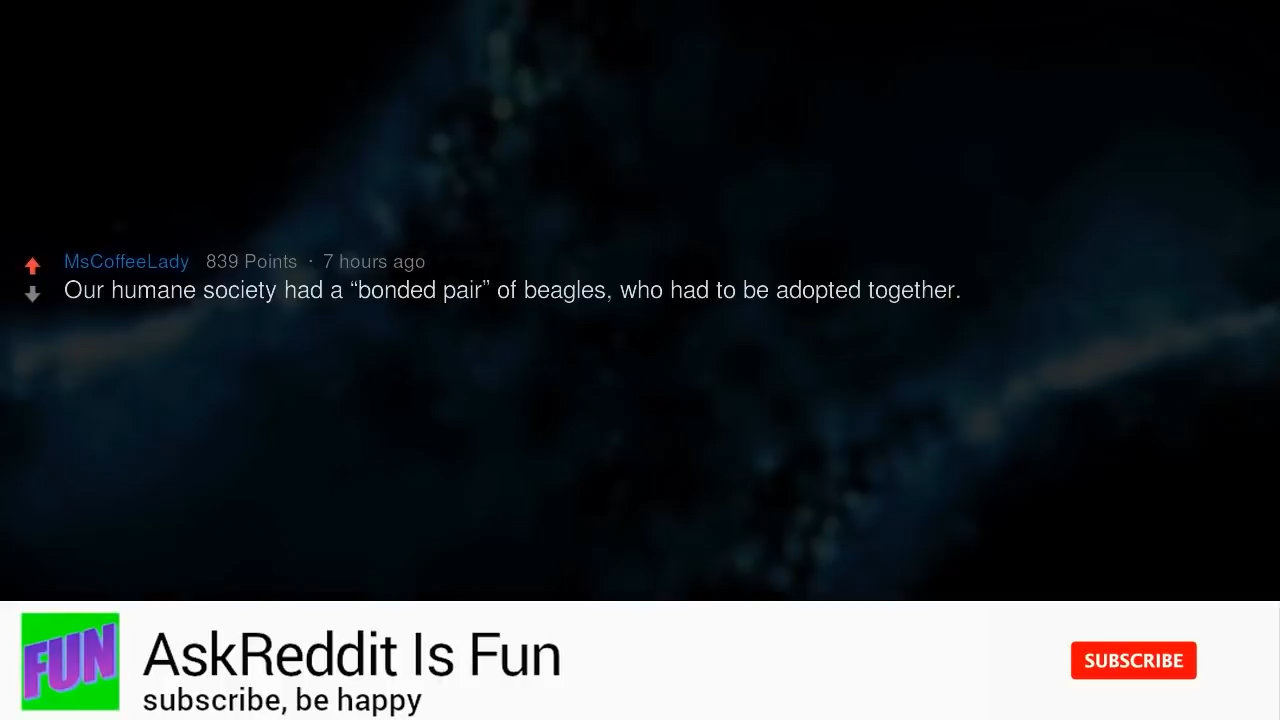 MsCoffeeLady 839 Points · 7 hours ago
Our humane society had a “bonded pair” of beagles, who had to be adopted together.
FUN
AskReddit Is Fun
SUBSCRIBE
subscribe, be happy